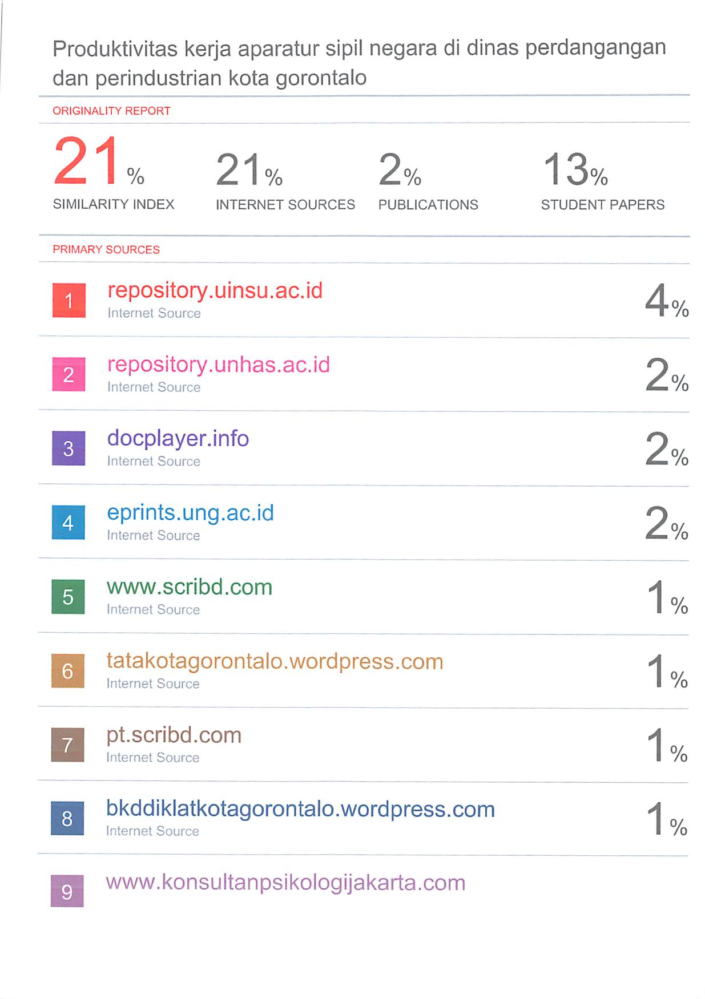 Produktivitas kerja aparatur sipil negara di dinas perdangangan
dan perindustrian kota gorontalo
ORIGINALITY REPORT
21% 21% 2% 13%
SIMILARITY INDEX INTERNET SOURCES PUBLICATIONS STUDENT PAPERS
PRIMARY SOURCES
1 repository.uinsu.ac.id 4%
Internet Source
2 repository.unhas.ac.id 2%
Internet Source
3 docplayer.info 2%
Internet Source
4 eprints.ung.ac.id 2%
Internet Source
5 www.scribd.com 1%
Internet Source
6 tatakotagorontalo.wordpress.com 1%
Internet Source
7 pt.scribd.com 1%
Internet Source
8 bkddiklatkotagorontalo.wordpress.com 1%
Internet Source
9 www.konsultanpsikologijakarta.com